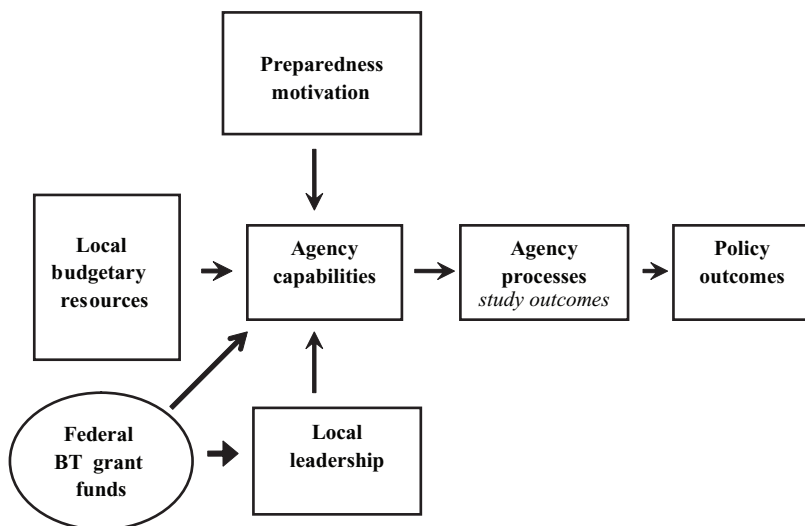 Preparedness
motivation
Local
budgetary
resources
Agency
capabilities
Agency
processes
study outcomes
Policy
outcomes
Federal
BT grant
funds
Local
leadership